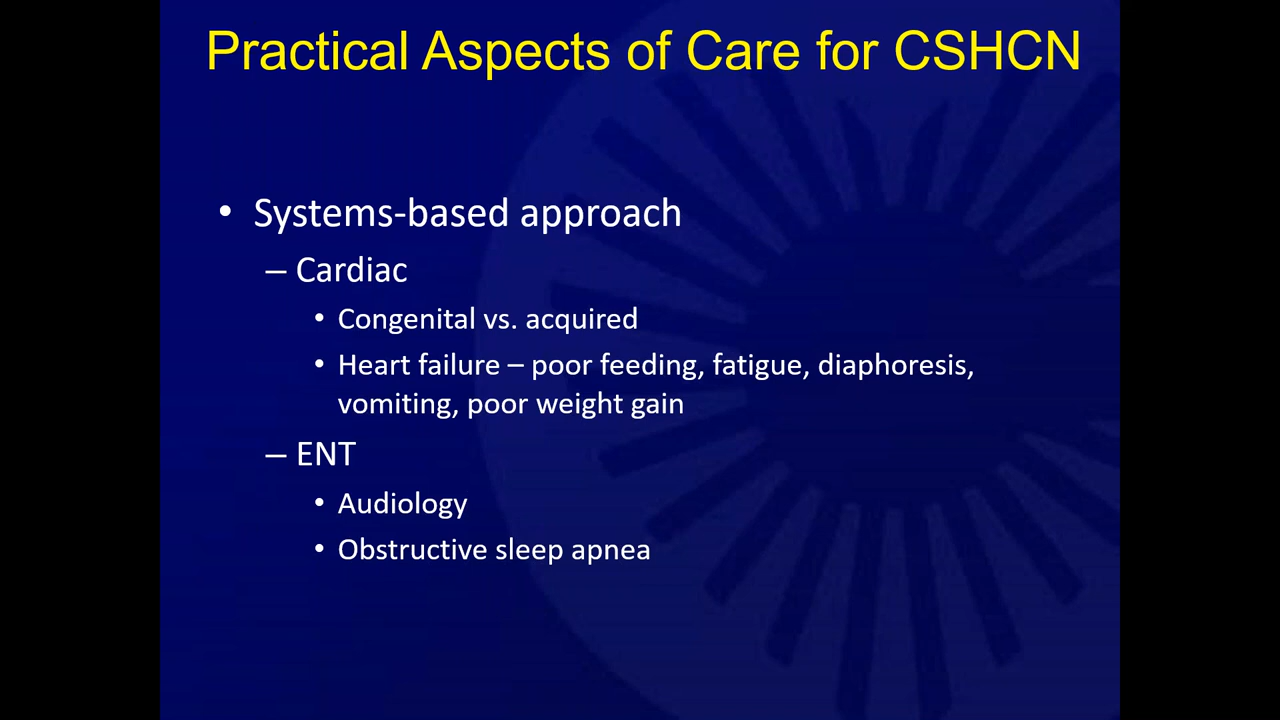 Practical Aspects of Care for CSHCN
• Systems-based approach
– Cardiac
• Congenital vs. acquired
• Heart failure – poor feeding, fatigue, diaphoresis,
vomiting, poor weight gain
– ENT
• Audiology
• Obstructive sleep apnea